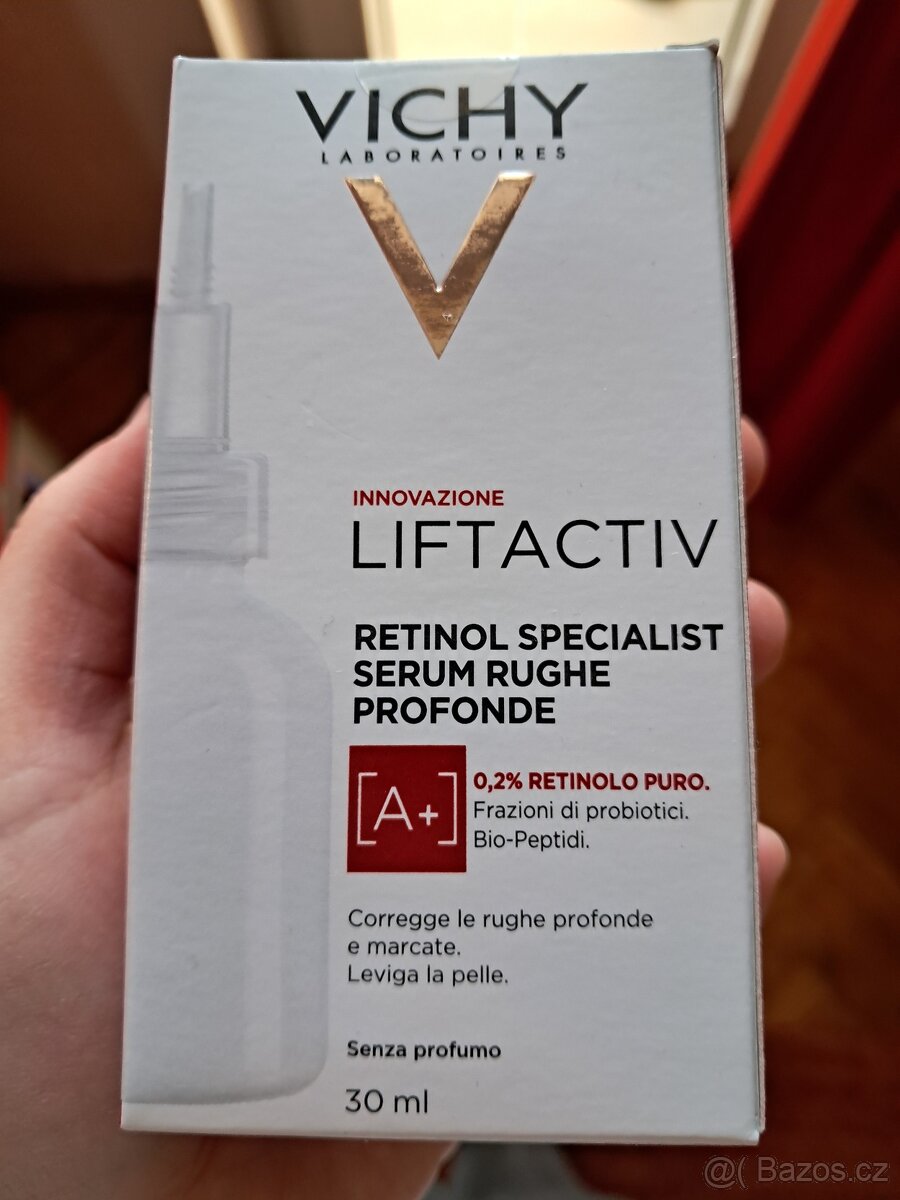 VICHY
LABORATOIRES
V
INNOVAZIONE
LIFTACTIV
RETINOL SPECIALIST
SERUM RUGHE
PROFONDE
[A+]
0,2% RETINOLO PURO.
Frazioni di probiotici.
Bio-Peptidi.
Corregge le rughe profonde
e marcate.
Leviga la pelle.
Senza profumo
30 ml
@( Bazos.cz